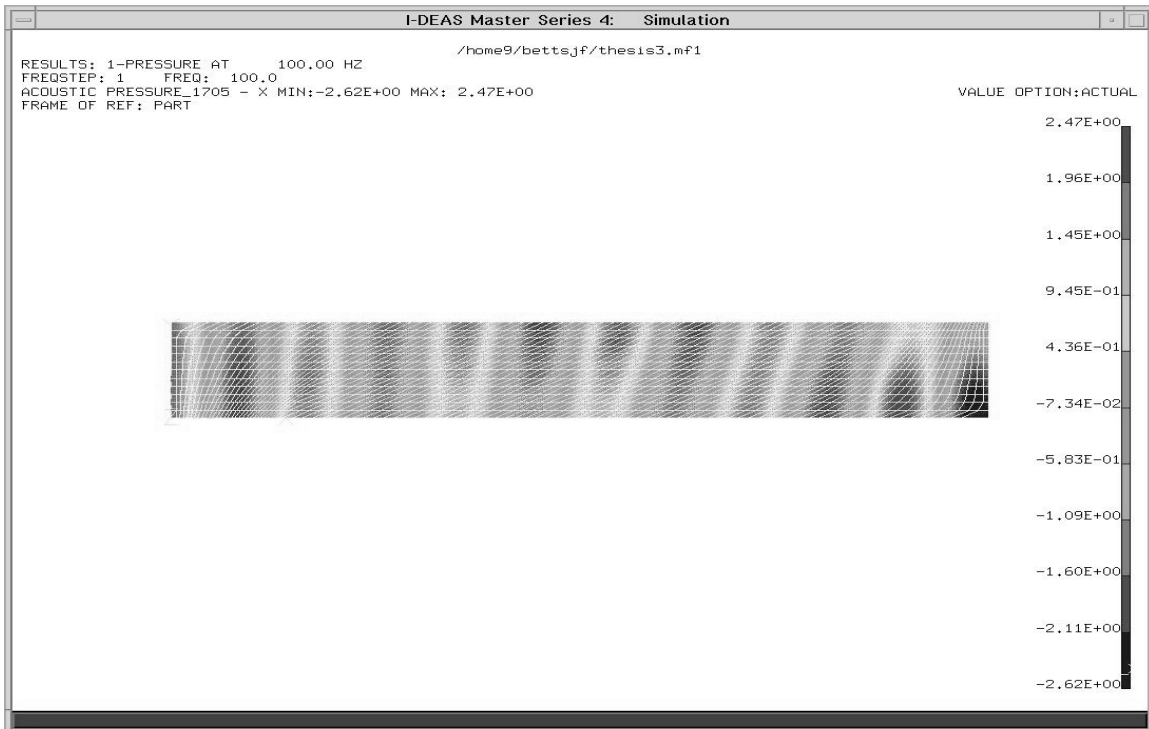 I-DEAS Master Series 4: Simulation
/home9/bettsjf/thesis3.mf1
RESULTS: 1-PRESSURE AT 100.00 HZ
FREQSTEP: 1 FREQ: 100.0
ACOUSTIC PRESSURE_1705 - X MIN:-2.62E+00 MAX: 2.47E+00
VALUE OPTION:ACTUAL
FRAME OF REF: PART
2.47E+00
1.96E+00
1.45E+00
9.45E-01
4.36E-01
-7.34E-02
-5.83E-01
-1.09E+00
-1.60E+00
-2.11E+00
-2.62E+00